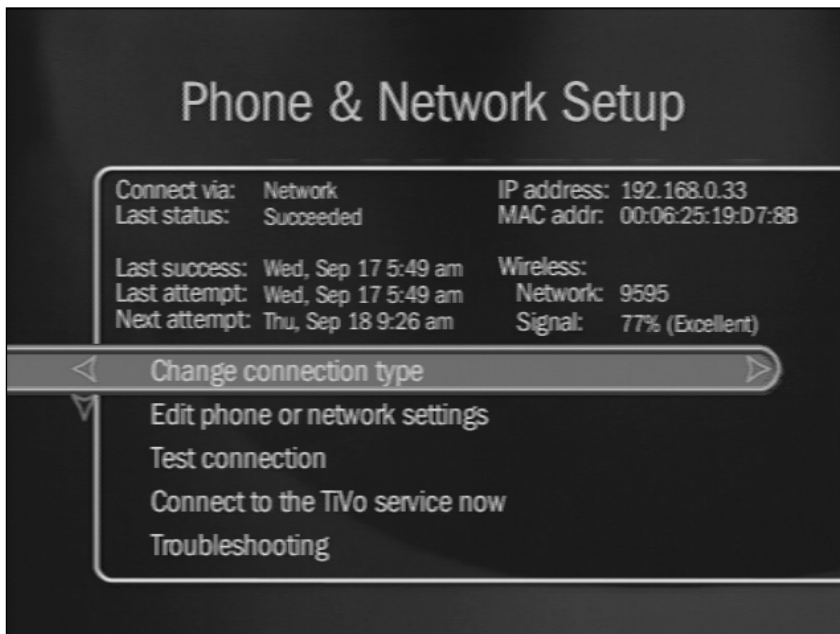 Phone & Network Setup
Connect via: Network
Last status: Succeeded
IP address: 192.168.0.33
MAC addr: 00:06:25:19:D7:8B
Last success: Wed, Sep 17 5:49 am
Last attempt: Wed, Sep 17 5:49 am
Next attempt: Thu, Sep 18 9:26 am
Wireless:
Network: 9595
Signal: 77% (Excellent)
Change connection type
Edit phone or network settings
Test connection
Connect to the TiVo service now
Troubleshooting